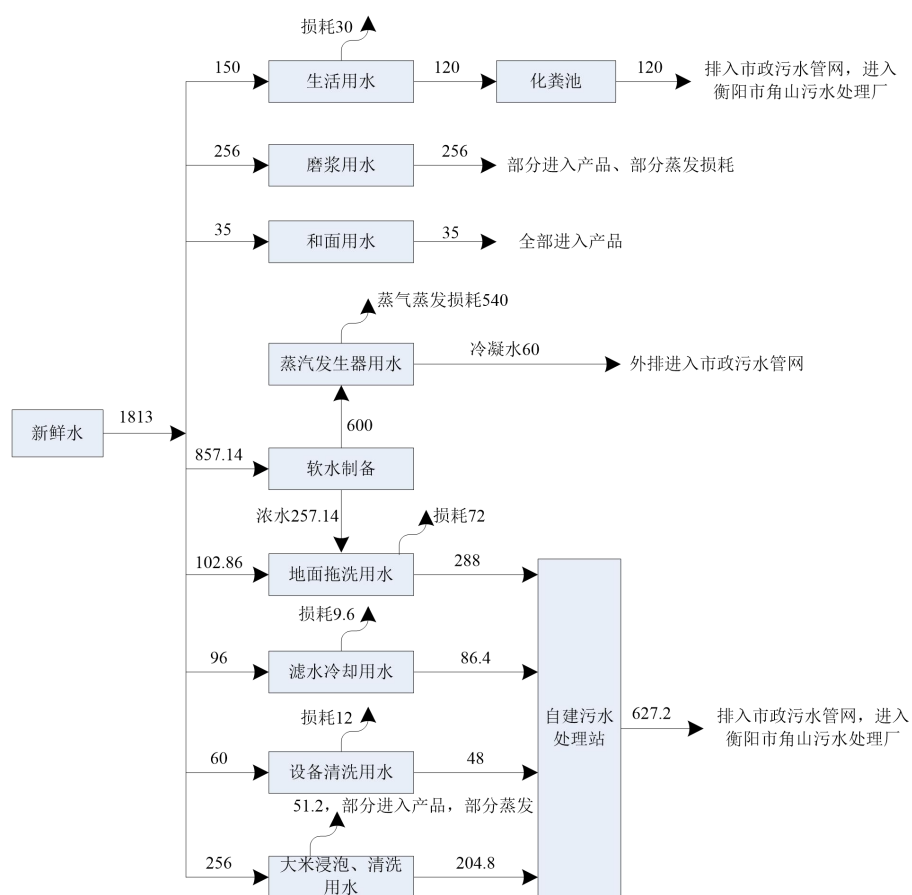 损耗30
150
生活用水
120
化粪池
120
排入市政污水管网，进入
衡阳市角山污水处理厂
256
磨浆用水
256
部分进入产品、部分蒸发损耗
35
和面用水
35
全部进入产品
蒸气蒸发损耗540
蒸汽发生器用水
冷凝水60
外排进入市政污水管网
600
新鲜水
1813
857.14
软水制备
浓水257.14
损耗72
102.86
地面拖洗用水
288
损耗9.6
96
滤水冷却用水
86.4
自建污水
处理站
627.2
排入市政污水管网，进入
衡阳市角山污水处理厂
损耗12
60
设备清洗用水
48
51.2，部分进入产品，部分蒸发
256
大米浸泡、清洗
用水
204.8